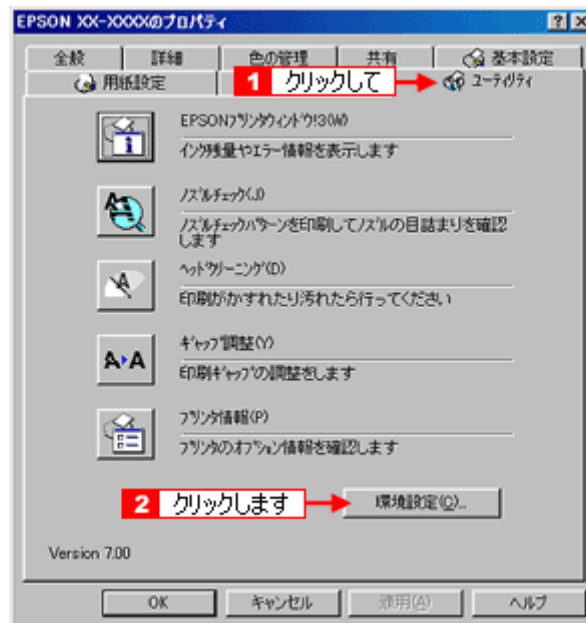 EPSON XX-XXXXのプロパティ
全般 詳細 色の管理 共有 基本設定
用紙設定 1 クリックして ユーティリティ
EPSONプリンタウィンドウ!3(W)
インク残量やエラー情報を表示します
ノズルチェック(J)
ノズルチェックパターンを印刷してノズルの目詰まりを確認
します
ヘッドクリーニング(D)
印刷がかすれたり汚れたら行ってください
ギャップ調整(Y)
印刷ギャップの調整をします
プリンタ情報(P)
プリンタのオプション情報を確認します
2 クリックします 環境設定(C)...
Version 7.00
OK キャンセル 適用(A) ヘルプ